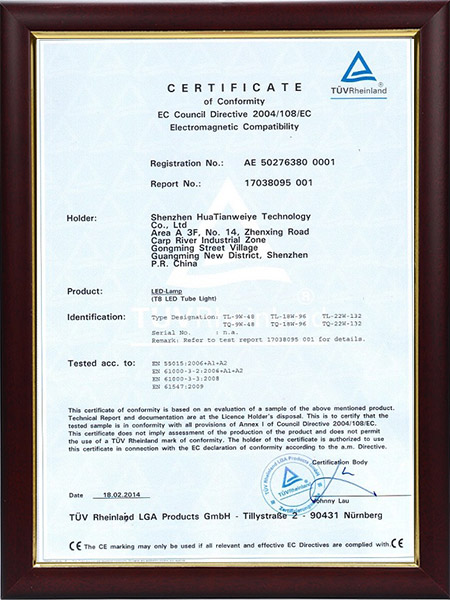 TÜVRheinland
CERTIFICATE
of Conformity
EC Council Directive 2004/108/EC
Electromagnetic Compatibility
Registration No.: AE 50276380 0001
Report No.: 17038095 001
Holder: Shenzhen HuaTianweiye Technology
Co., Ltd
Area A 3F, No. 14, Zhenxing Road
Carp River Industrial Zone
Gongming Street Village
Guangming New District, Shenzhen
P.R. China
Product: LED-Lamp
(T8 LED Tube Light)
Identification: Type Designation: TL-9W-48 TL-18W-96 TL-22W-132
TQ-9W-48 TQ-18W-96 TQ-22W-132
Serial No. : n.a.
Remark: Refer to test report 17038095 001 for details.
Tested acc. to: EN 55015:2006+A1+A2
EN 61000-3-2:2006+A1+A2
EN 61000-3-3:2008
EN 61547:2009
This certificate of conformity is based on an evaluation of a sample of the above mentioned product.
Technical Report and documentation are at the Licence Holder's disposal. This is to certify that the
tested sample is in conformity with all provisions of Annex I of Council Directive 2004/108/EC.
This certificate does not imply assessment of the production of the product and does not permit
the use of a TÜV Rheinland mark of conformity. The holder of the certificate is authorized to use
this certificate in connection with the EC declaration of conformity according to the a.m. Directive.
Certification Body
TÜV Rheinland LGA Products GmbH
TÜVRheinland
Zertifizierungsstelle
Date 18.02.2014
Johnny Lau
TÜV Rheinland LGA Products GmbH - Tillystraße 2 - 90431 Nürnberg
CE The CE marking may only be used if all relevant and effective EC Directives are complied with. CE